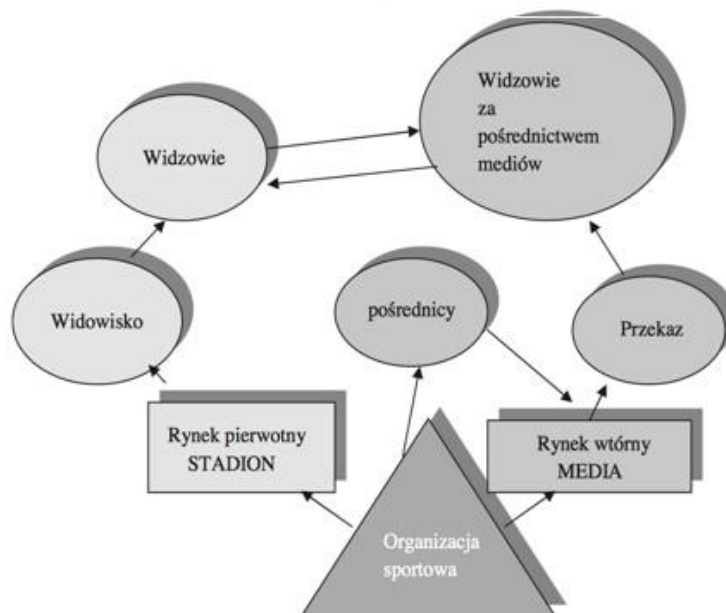 Widzowie
za
pośrednictwem
mediów
Widzowie
Widowisko
pośrednicy
Przekaz
Rynek pierwotny
STADION
Rynek wtórny
MEDIA
Organizacja
sportowa